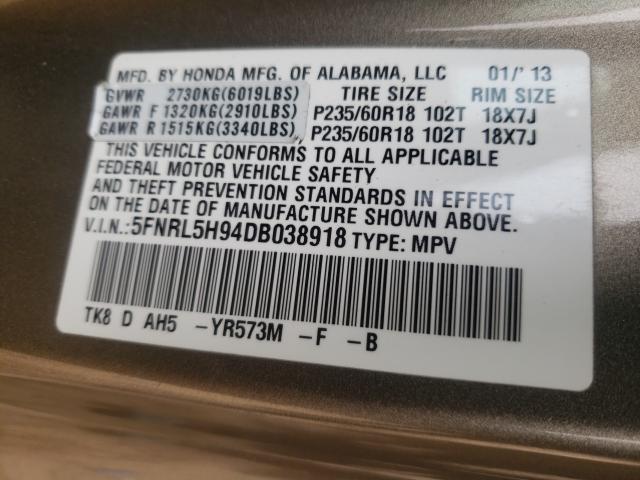 MFD. BY HONDA MFG. OF ALABAMA, LLC 01/'13
GVWR 2730KG(6019LBS) TIRE SIZE RIM SIZE
GAWR F 1320KG(2910LBS) P235/60R18 102T 18X7J
GAWR R 1515KG(3340LBS) P235/60R18 102T 18X7J
THIS VEHICLE CONFORMS TO ALL APPLICABLE
FEDERAL MOTOR VEHICLE SAFETY
AND THEFT PREVENTION STANDARDS IN EFFECT
ON THE DATE OF MANUFACTURE SHOWN ABOVE.
V.I.N.:5FNRL5H94DB038918 TYPE: MPV
TK8 D AH5 -YR573M -F -B